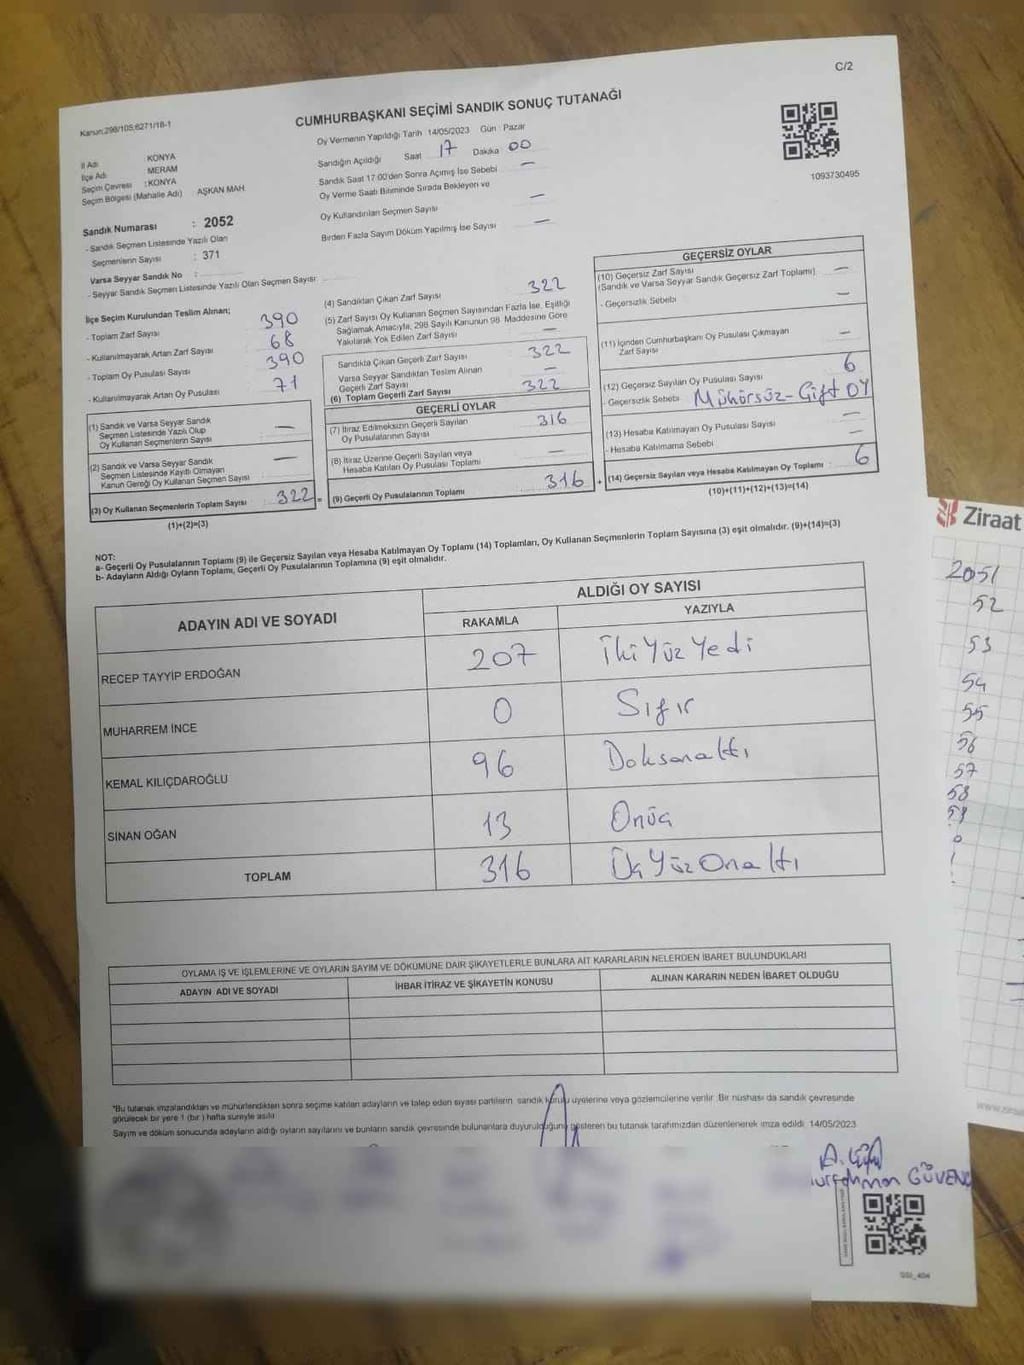 C/2
Kanun:298/105,6271/18-1
CUMHURBAŞKANI SEÇİMİ SANDIK SONUÇ TUTANAĞI
1093730495
İl Adı : KONYA
İlçe Adı : MERAM
Seçim Çevresi : KONYA
Seçim Bölgesi (Mahalle Adı) : AŞKAN MAH
Sandık Numarası : 2052
- Sandık Seçmen Listesinde Yazılı Olan
Seçmenlerin Sayısı : 371
Varsa Seyyar Sandık No :
- Seyyar Sandık Seçmen Listesinde Yazılı Olan Seçmen Sayısı :
Oy Vermenin Yapıldığı Tarih 14/05/2023 Gün : Pazar
Sandığın Açıldığı Saat 17 Dakika 00
Sandık Saat 17:00'den Sonra Açılmış İse Sebebi —
Oy Verme Saati Bitiminde Sırada Bekleyen ve
Oy Kullandırılan Seçmen Sayısı —
Birden Fazla Sayım Döküm Yapılmış İse Sayısı —
İlçe Seçim Kurulundan Teslim Alınan;
- Toplam Zarf Sayısı 390
- Kullanılmayarak Artan Zarf Sayısı 68
- Toplam Oy Pusulası Sayısı 390
- Kullanılmayarak Artan Oy Pusulası 71
(1) Sandık ve Varsa Seyyar Sandık
Seçmen Listesinde Yazılı Olup
Oy Kullanan Seçmenlerin Sayısı —
(2) Sandık ve Varsa Seyyar Sandık
Seçmen Listesinde Kayıtlı Olmayan
Kanun Gereği Oy Kullanan Seçmen Sayısı —
(3) Oy Kullanan Seçmenlerin Toplam Sayısı : 322 =
(1)+(2)=(3)
(4) Sandıktan Çıkan Zarf Sayısı 322
(5) Zarf Sayısı Oy Kullanan Seçmen Sayısından Fazla İse, Eşitliği
Sağlamak Amacıyla, 298 Sayılı Kanunun 98. Maddesine Göre
Yakılarak Yok Edilen Zarf Sayısı —
Sandıkta Çıkan Geçerli Zarf Sayısı 322
Varsa Seyyar Sandıktan Teslim Alınan
Geçerli Zarf Sayısı —
(6) Toplam Geçerli Zarf Sayısı 322
GEÇERLİ OYLAR
(7) İtiraz Edilmeksizin Geçerli Sayılan
Oy Pusulalarının Sayısı 316
(8) İtiraz Üzerine Geçerli Sayılan veya
Hesaba Katılan Oy Pusulası Toplamı —
(9) Geçerli Oy Pusulalarının Toplamı 316 +
GEÇERSİZ OYLAR
(10) Geçersiz Zarf Sayısı
(Sandık ve Varsa Seyyar Sandık Geçersiz Zarf Toplamı) —
- Geçersizlik Sebebi —
(11) İçinden Cumhurbaşkanı Oy Pusulası Çıkmayan
Zarf Sayısı —
(12) Geçersiz Sayılan Oy Pusulası Sayısı 6
- Geçersizlik Sebebi Mühürsüz-Çift OY
(13) Hesaba Katılmayan Oy Pusulası Sayısı —
- Hesaba Katılmama Sebebi —
(14) Geçersiz Sayılan veya Hesaba Katılmayan Oy Toplamı : 6
(10)+(11)+(12)+(13)=(14)
NOT:
a- Geçerli Oy Pusulalarının Toplamı (9) ile Geçersiz Sayılan veya Hesaba Katılmayan Oy Toplamı (14) Toplamları, Oy Kullanan Seçmenlerin Toplam Sayısına (3) eşit olmalıdır. (9)+(14)=(3)
b- Adayların Aldığı Oyların Toplamı, Geçerli Oy Pusulalarının Toplamına (9) eşit olmalıdır.
ADAYIN ADI VE SOYADI
ALDIĞI OY SAYISI
RAKAMLA YAZIYLA
RECEP TAYYİP ERDOĞAN 207 İki Yüz Yedi
MUHARREM İNCE 0 Sıfır
KEMAL KILIÇDAROĞLU 96 Doksanaltı
SİNAN OĞAN 13 Onüç
TOPLAM 316 Üç Yüz Onaltı
OYLAMA İŞ VE İŞLEMLERİNE VE OYLARIN SAYIM VE DÖKÜMÜNE DAİR ŞİKAYETLERLE BUNLARA AİT KARARLARIN NELERDEN İBARET BULUNDUKLARI
ADAYIN ADI VE SOYADI İHBAR İTİRAZ VE ŞİKAYETİN KONUSU ALINAN KARARIN NEDEN İBARET OLDUĞU
*Bu tutanak imzalandıktan ve mühürlendikten sonra seçime katılan adayların ve talep eden siyasi partilerin sandık kurulu üyelerine veya gözlemcilerine verilir. Bir nüshası da sandık çevresinde
görülecek bir yere 1 (bir) hafta süreyle asılır.
Sayım ve döküm sonucunda adayların aldığı oyların sayılarını ve bunların sandık çevresinde bulunanlara duyurulduğunu gösteren bu tutanak tarafımızdan düzenlenerek imza edildi. 14/05/2023
GÜVEN
Ziraat
2051
52
53
54
55
56
57
58
59